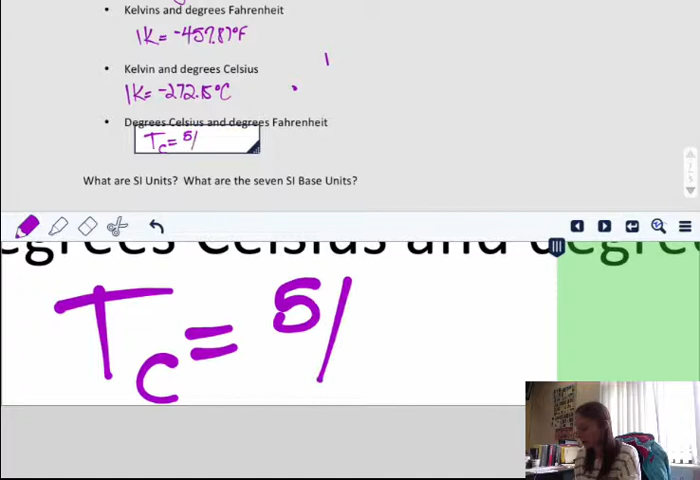 • Kelvins and degrees Fahrenheit
1K = -457.87°F
• Kelvin and degrees Celsius
1K = -272.15°C
• Degrees Celsius and degrees Fahrenheit
Tc = 5/
What are SI Units? What are the seven SI Base Units?
egrees Celsius and degree
Tc = 5/